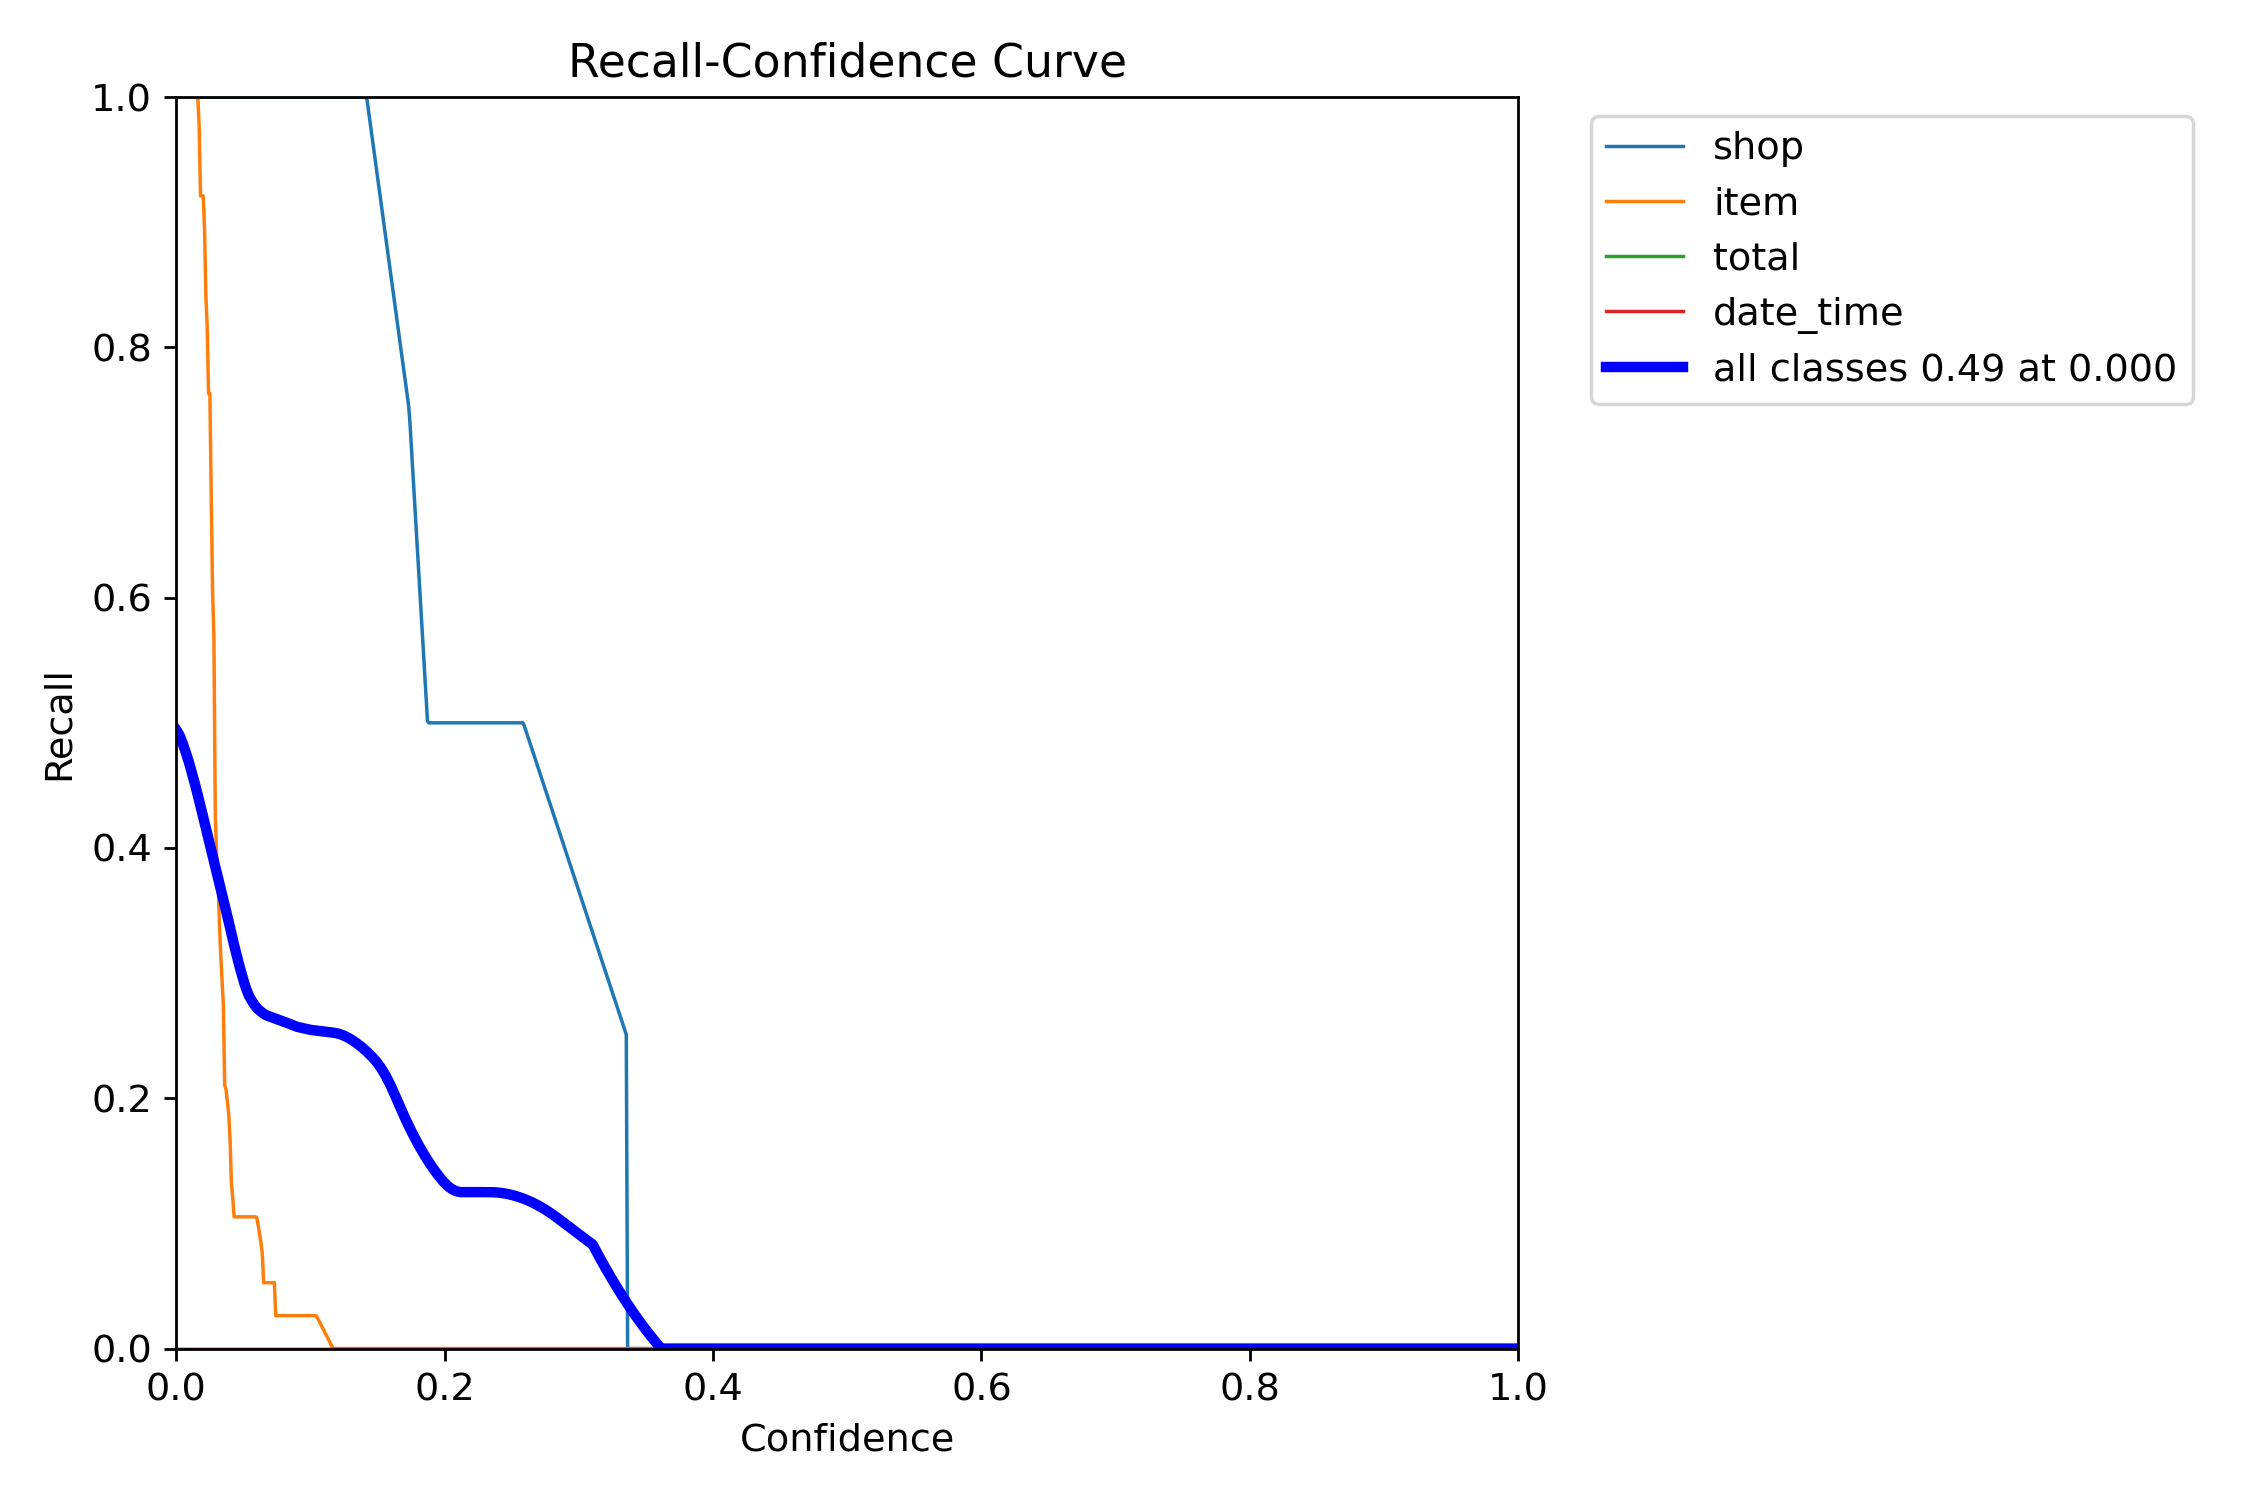 Recall-Confidence Curve
1.0
0.8
0.6
0.4
0.2
0.0
Recall
0.0 0.2 0.4 0.6 0.8 1.0
Confidence
shop
item
total
date_time
all classes 0.49 at 0.000